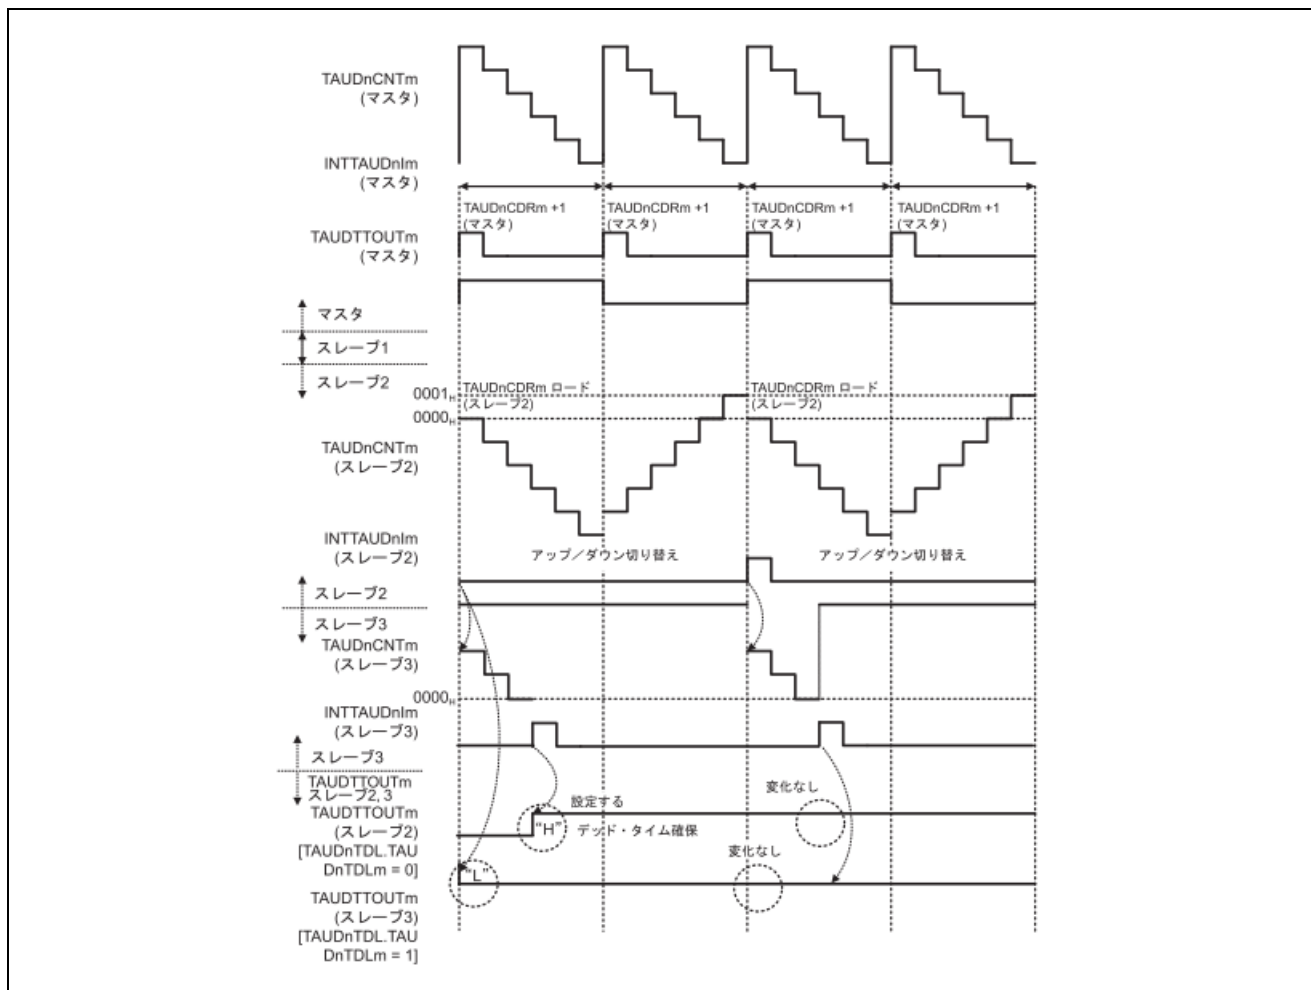 TAUDnCNTm
(マスタ)
INTTAUDnIm
(マスタ)
TAUDnCDRm +1
(マスタ)
TAUDnCDRm +1
(マスタ)
TAUDnCDRm +1
(マスタ)
TAUDnCDRm +1
(マスタ)
TAUDTTOUTm
(マスタ)
マスタ
スレーブ1
スレーブ2
0001H
TAUDnCDRm ロード
(スレーブ2)
TAUDnCDRm ロード
(スレーブ2)
0000H
TAUDnCNTm
(スレーブ2)
INTTAUDnIm
(スレーブ2)
アップ／ダウン切り替え
アップ／ダウン切り替え
スレーブ2
スレーブ3
TAUDnCNTm
(スレーブ3)
0000H
INTTAUDnIm
(スレーブ3)
スレーブ3
TAUDTTOUTm
スレーブ2, 3
変化なし
設定する
TAUDTTOUTm
(スレーブ2)
[TAUDnTDL.TAU
DnTDLm = 0]
"H"
デッド・タイム確保
変化なし
"L"
TAUDTTOUTm
(スレーブ3)
[TAUDnTDL.TAU
DnTDLm = 1]